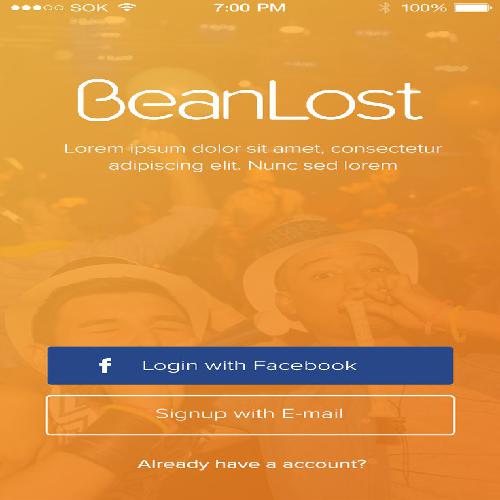 SOK 7:00 PM 100%
BeanLost
Lorem ipsum dolor sit amet, consectetur
adipiscing elit. Nunc sed lorem
f Login with Facebook
Signup with E-mail
Already have a account?